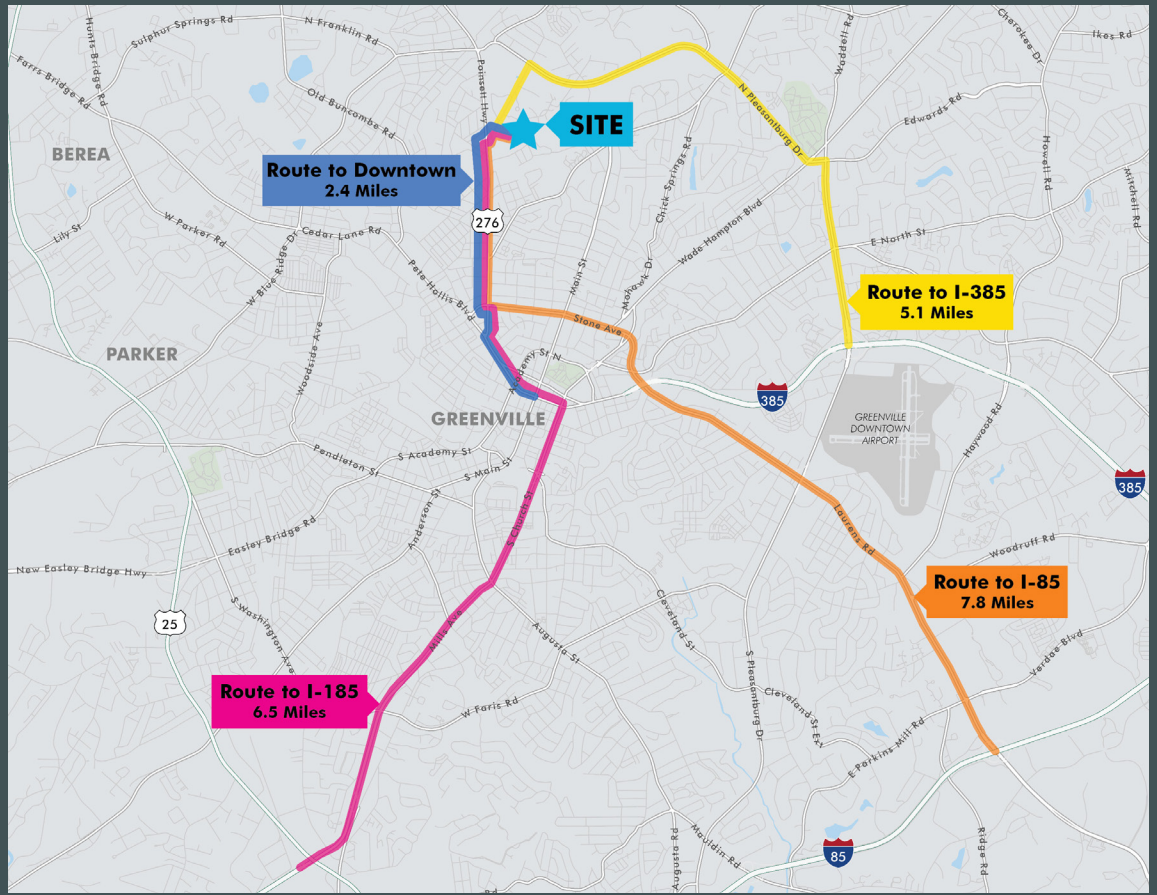 Sulphur Springs Rd
N Franklin Rd
Hunts Bridge Rd
Farrs Bridge Rd
Poinsett Hwy
Waddell Rd
Cherokee Dr
Ikes Rd
Old Buncombe Rd
N Pleasantburg Dr
Edwards Rd
SITE
BEREA
Route to Downtown
2.4 Miles
Chick Springs Rd
Howell Rd
Mitchell Rd
276
Lily St
W Parker Rd
W Blue Ridge Dr
Cedar Lane Rd
Wade Hampton Blvd
E North St
Pete Hollis Blvd
Main St
Mohawk Dr
Route to I-385
5.1 Miles
Stone Ave
PARKER
Woodside Ave
Academy St N
385
GREENVILLE
GREENVILLE
DOWNTOWN
AIRPORT
Haywood Rd
Pendleton St
S Academy St
S Main St
385
Anderson St
S Church St
Easley Bridge Rd
Laurens Rd
Woodruff Rd
New Easley Bridge Hwy
Route to I-85
7.8 Miles
25
S Washington Ave
Mills Ave
Augusta St
Cleveland St
Verdae Blvd
Route to I-185
6.5 Miles
W Faris Rd
S Pleasantburg Dr
Cleveland St Ext
E Parkins Mill Rd
85
Augusta Rd
Mauldin Rd
Ridge Rd
Rd